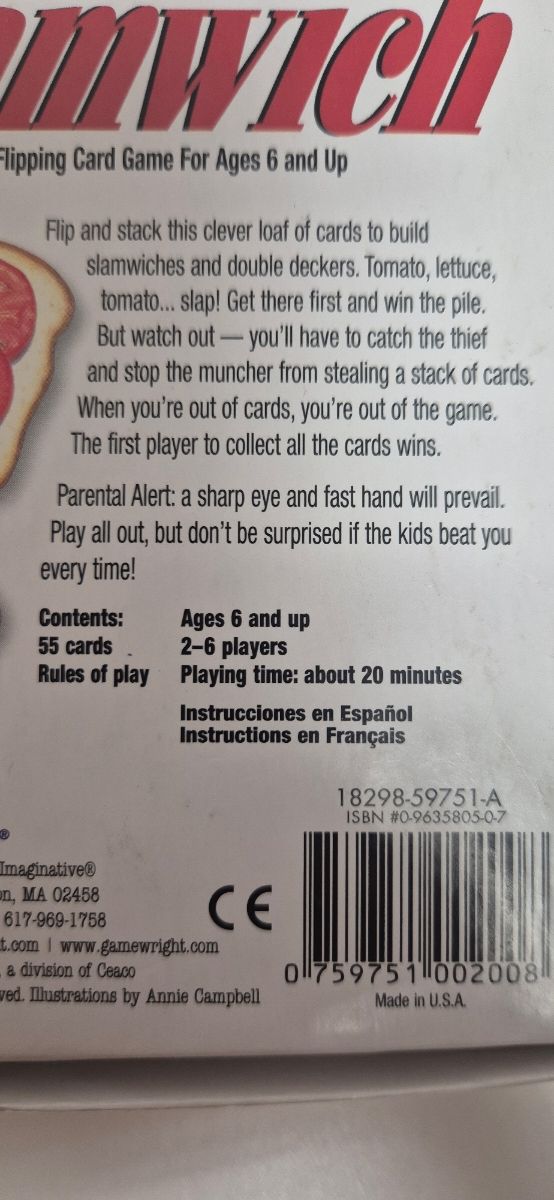 amwich
Flipping Card Game For Ages 6 and Up
Flip and stack this clever loaf of cards to build
slamwiches and double deckers. Tomato, lettuce,
tomato... slap! Get there first and win the pile.
But watch out — you'll have to catch the thief
and stop the muncher from stealing a stack of cards.
When you're out of cards, you're out of the game.
The first player to collect all the cards wins.
Parental Alert: a sharp eye and fast hand will prevail.
Play all out, but don't be surprised if the kids beat you
every time!
Contents: Ages 6 and up
55 cards 2–6 players
Rules of play Playing time: about 20 minutes
Instrucciones en Español
Instructions en Français
18298-59751-A
ISBN #0-9635805-0-7
®
Imaginative®
on, MA 02458
617-969-1758
CE
t.com | www.gamewright.com
, a division of Ceaco
0 759751 002008
ved. Illustrations by Annie Campbell
Made in U.S.A.